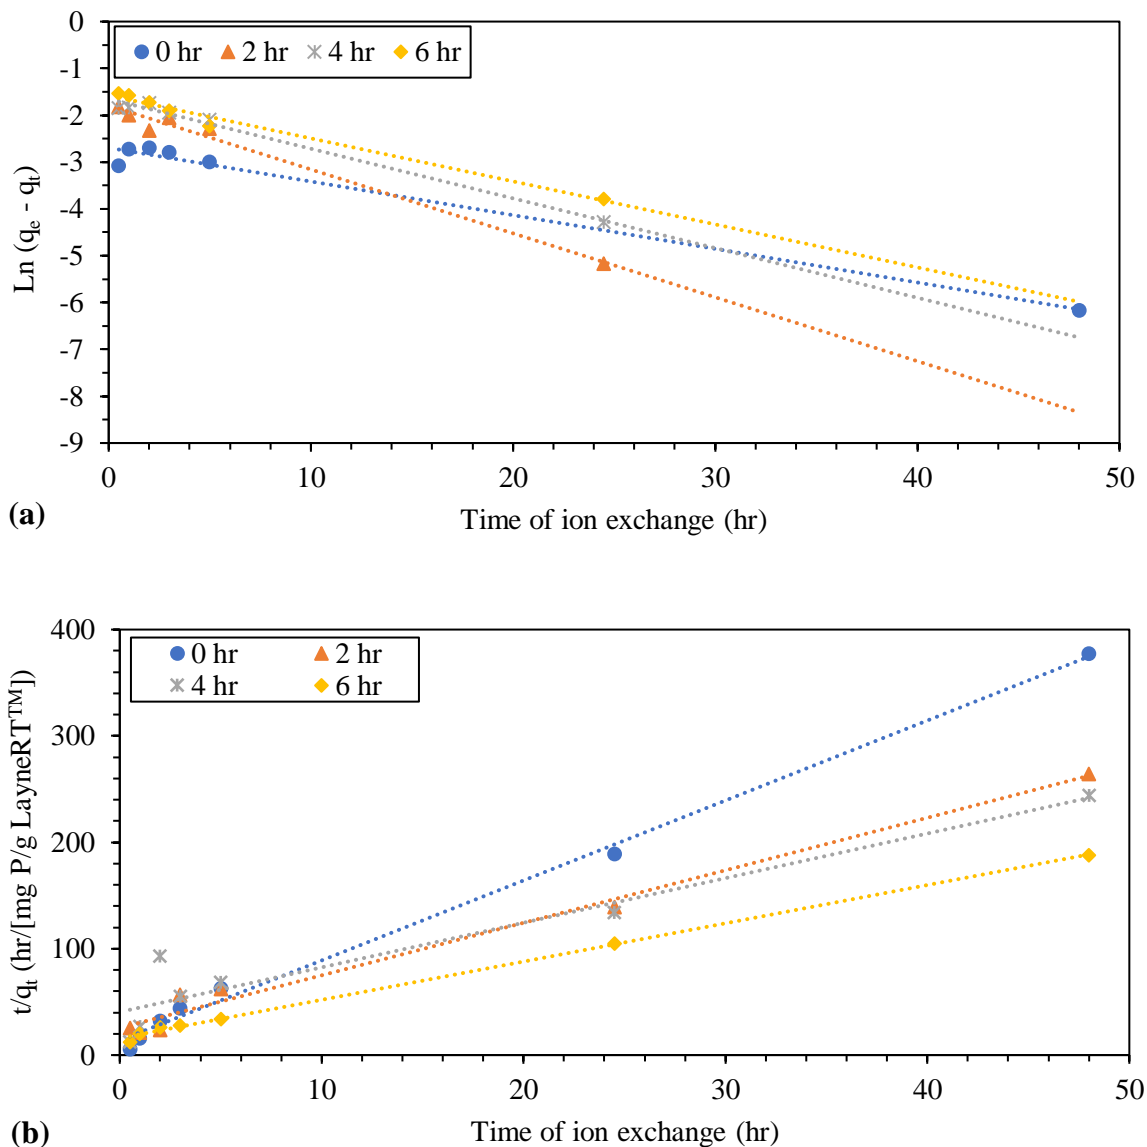 0
-1
-2
-3
-4
-5
-6
-7
-8
-9
Ln (qₑ - qₜ)
0 hr 2 hr 4 hr 6 hr
0 10 20 30 40 50
Time of ion exchange (hr)
(a)
400
300
200
100
0
t/qₜ (hr/[mg P/g LayneRT™])
0 hr 2 hr
4 hr 6 hr
0 10 20 30 40 50
Time of ion exchange (hr)
(b)